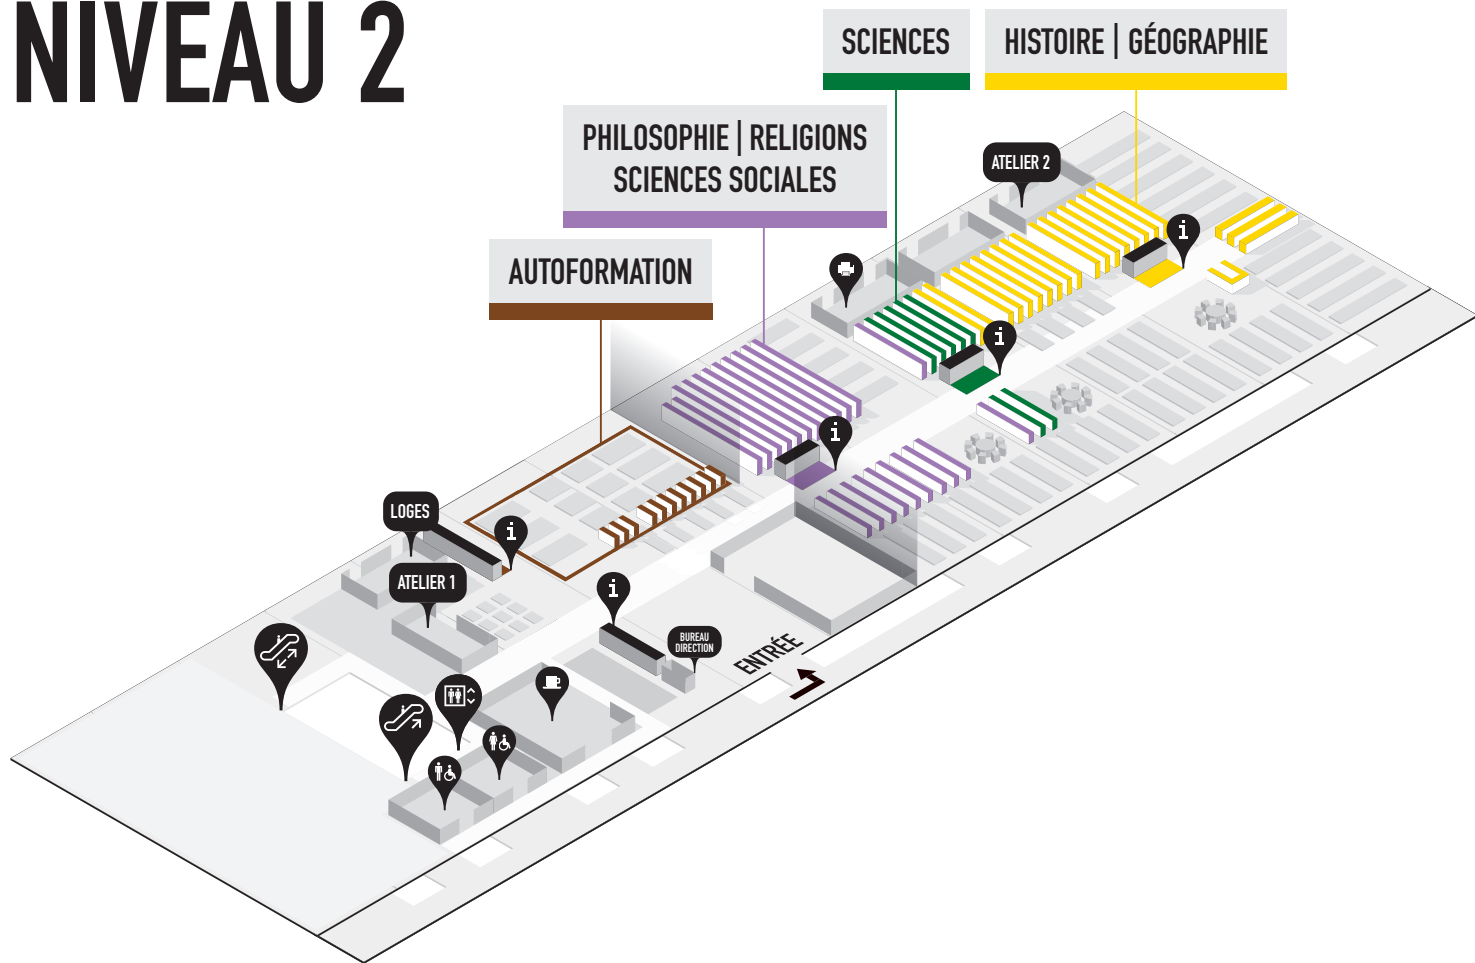 NIVEAU 2
SCIENCES
HISTOIRE | GÉOGRAPHIE
PHILOSOPHIE | RELIGIONS
SCIENCES SOCIALES
ATELIER 2
i
AUTOFORMATION
i
i
LOGES
i
ATELIER 1
i
BUREAU
DIRECTION
ENTRÉE